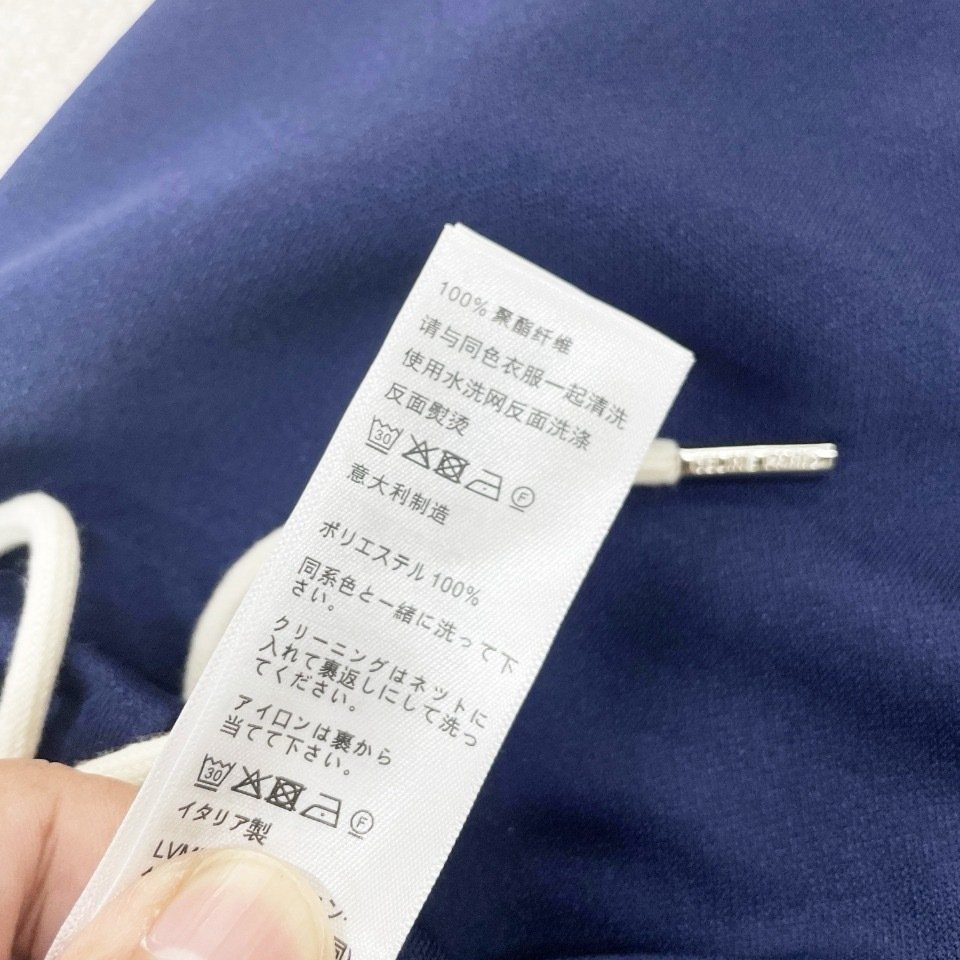 100% 聚酯纤维
请与同色衣服一起清洗
使用水洗网反面洗涤
反面熨烫
30 F
意大利制造
ポリエステル 100%
同系色と一緒に洗って下
さい。
クリーニングはネットに
入れて裏返しにして洗っ
てください。
アイロンは裏から
当てて下さい。
30 F
イタリア製